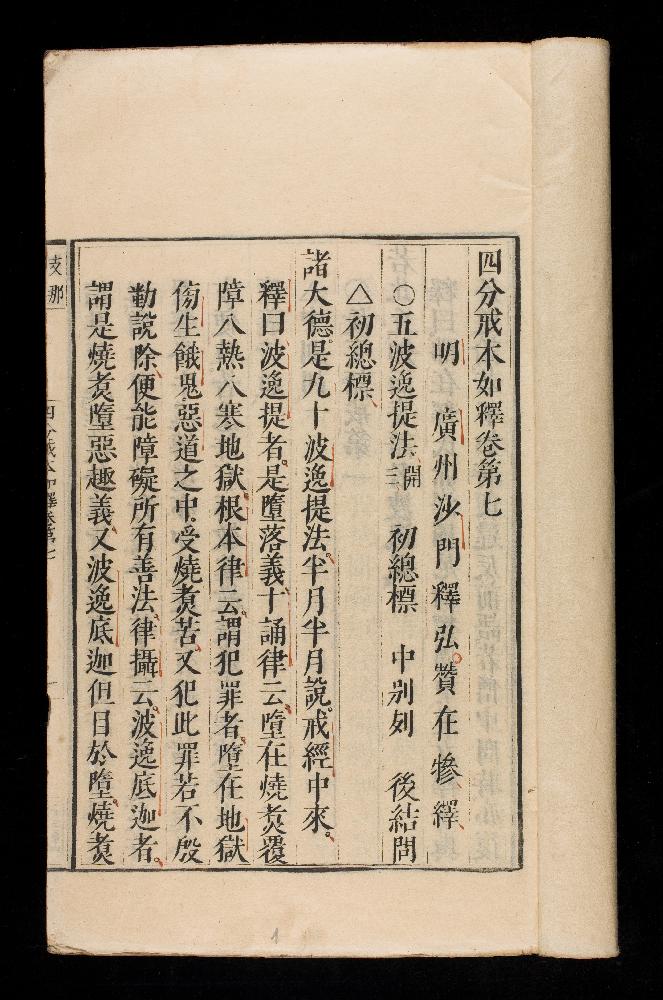 四分戒本如釋卷第七
明 廣州沙門釋弘贊在犙繹
○五波逸提法開三 初總標 中別列 後結問
△初總標
諸大德是九十波逸提法半月半月說戒經中來
釋曰波逸提者是墮落義十誦律云墮在燒煑覆
障八熱八寒地獄根本律云謂犯罪者墮在地獄
傍生餓鬼惡道之中受燒煑苦又犯此罪若不殷
勤說除便能障礙所有善法律攝云波逸底迦者
謂是燒煑墮惡趣義又波逸底迦但目於墮燒煑
支那
四分戒本如釋卷第七
1